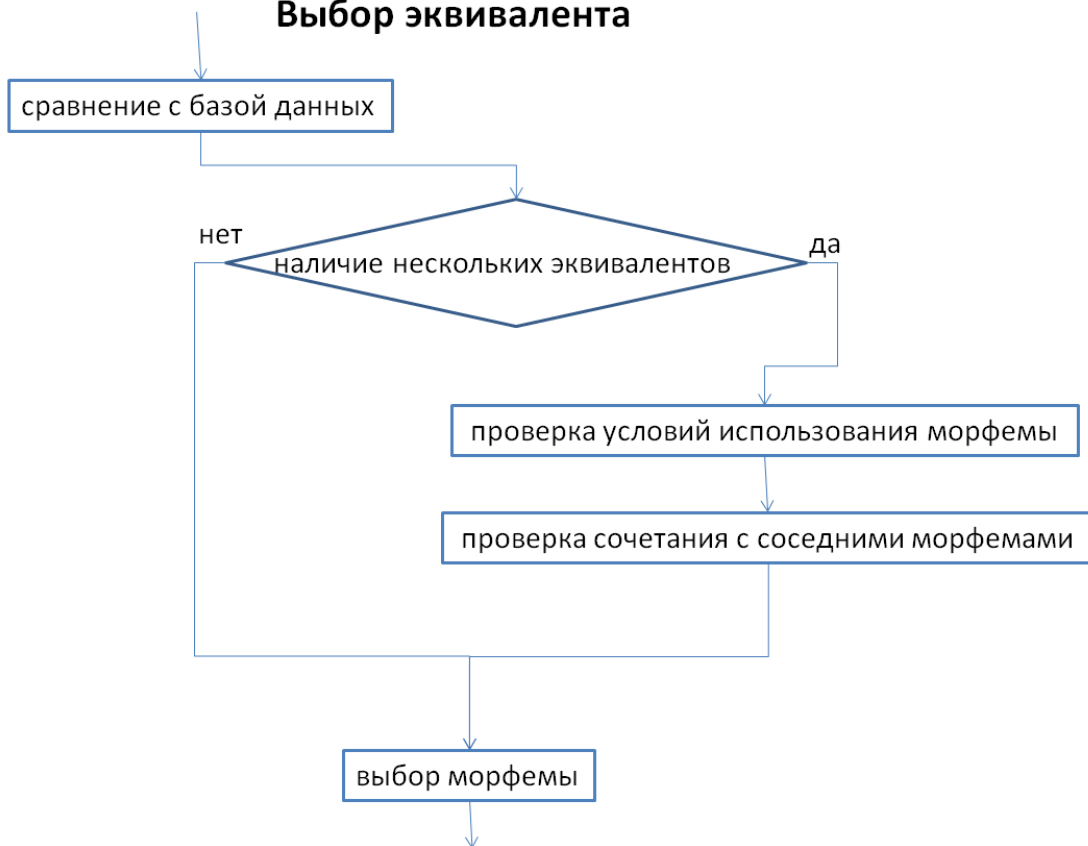 Выбор эквивалента
сравнение с базой данных
нет
да
наличие нескольких эквивалентов
проверка условий использования морфемы
проверка сочетания с соседними морфемами
выбор морфемы